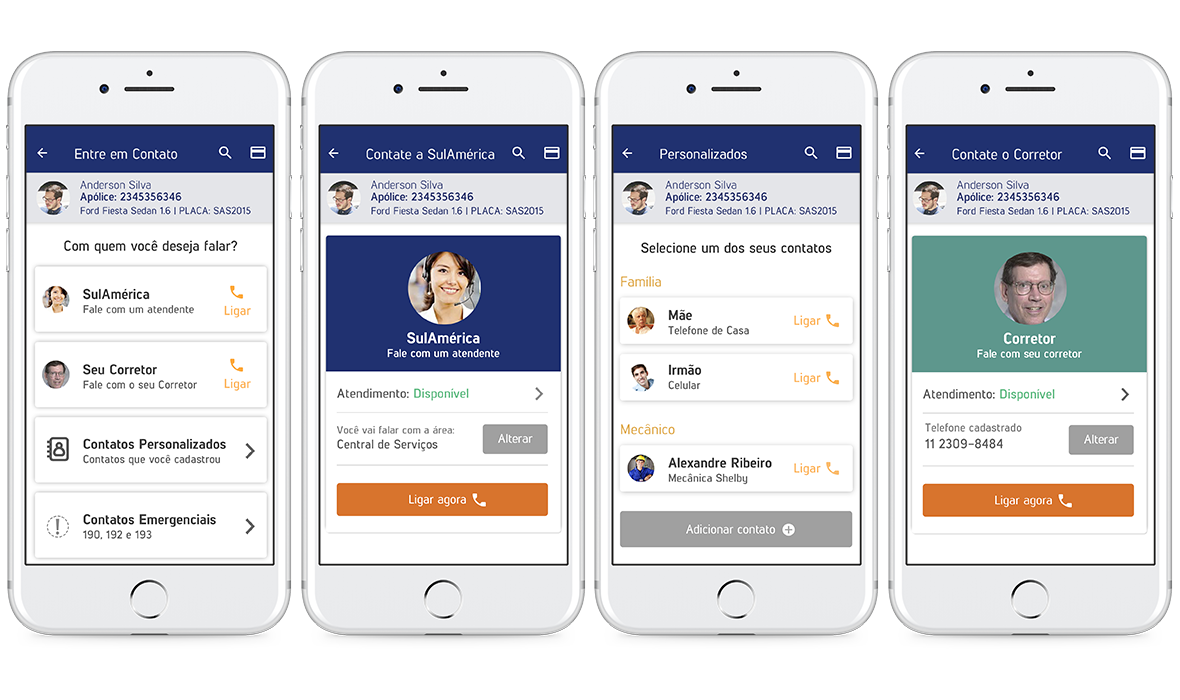 Entre em Contato
Anderson Silva
Apólice: 2345356346
Ford Fiesta Sedan 1.6 | PLACA: SAS2015
Com quem você deseja falar?
SulAmérica
Fale com um atendente
Ligar
Seu Corretor
Fale com o seu Corretor
Ligar
Contatos Personalizados
Contatos que você cadastrou
Contatos Emergenciais
190, 192 e 193
Contate a SulAmérica
Anderson Silva
Apólice: 2345356346
Ford Fiesta Sedan 1.6 | PLACA: SAS2015
SulAmérica
Fale com um atendente
Atendimento: Disponível
Você vai falar com a área:
Central de Serviços
Alterar
Ligar agora
Personalizados
Anderson Silva
Apólice: 2345356346
Ford Fiesta Sedan 1.6 | PLACA: SAS2015
Selecione um dos seus contatos
Família
Mãe
Telefone de Casa
Ligar
Irmão
Celular
Ligar
Mecânico
Alexandre Ribeiro
Mecânica Shelby
Ligar
Adicionar contato
Contate o Corretor
Anderson Silva
Apólice: 2345356346
Ford Fiesta Sedan 1.6 | PLACA: SAS2015
Corretor
Fale com seu corretor
Atendimento: Disponível
Telefone cadastrado
11 2309-8484
Alterar
Ligar agora